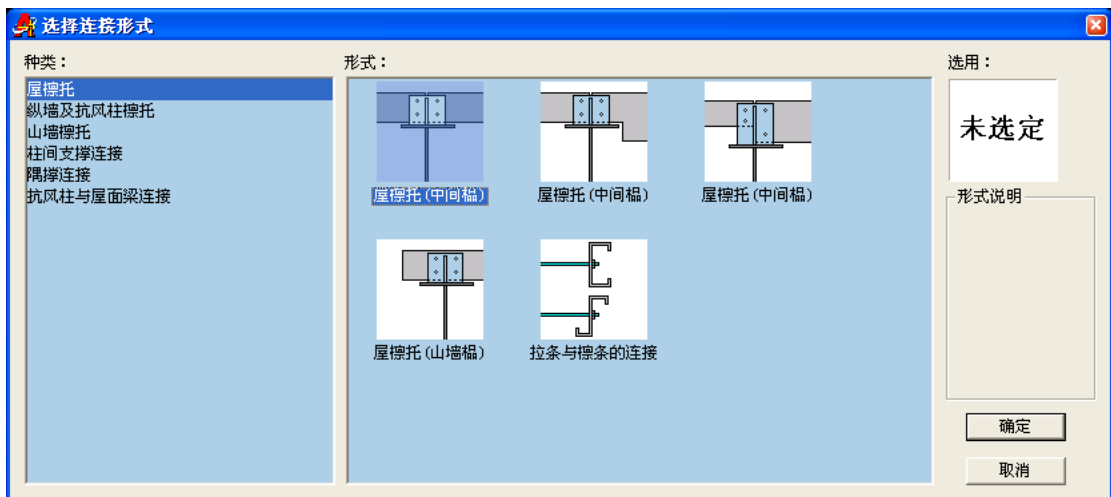 选择连接形式
种类：
屋檩托
纵墙及抗风柱檩托
山墙檩托
柱间支撑连接
隅撑连接
抗风柱与屋面梁连接
形式：
屋檩托(中间榀)
屋檩托(中间榀)
屋檩托(中间榀)
屋檩托(山墙榀)
拉条与檩条的连接
选用：
未选定
形式说明
确定
取消